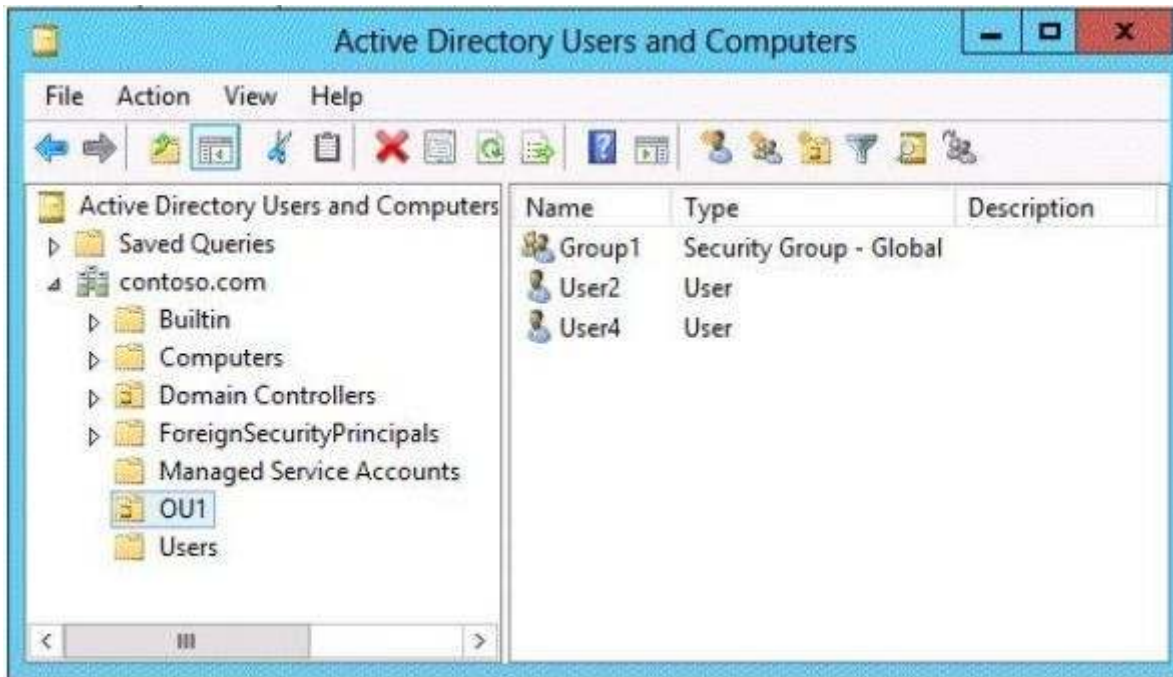 Active Directory Users and Computers
File Action View Help
Active Directory Users and Computers
Saved Queries
contoso.com
Builtin
Computers
Domain Controllers
ForeignSecurityPrincipals
Managed Service Accounts
OU1
Users
Name Type Description
Group1 Security Group - Global
User2 User
User4 User